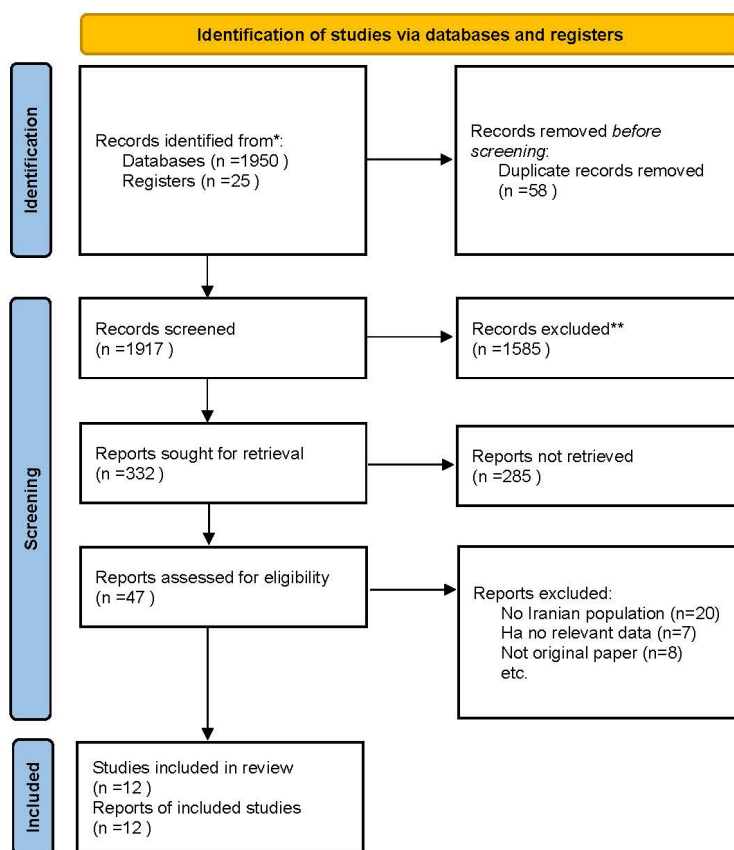 Identification of studies via databases and registers
Identification
Records identified from*:
Databases (n =1950 )
Registers (n =25 )
Records removed before
screening:
Duplicate records removed
(n =58 )
Screening
Records screened
(n =1917 )
Records excluded**
(n =1585 )
Reports sought for retrieval
(n =332 )
Reports not retrieved
(n =285 )
Reports assessed for eligibility
(n =47 )
Reports excluded:
No Iranian population (n=20)
Ha no relevant data (n=7)
Not original paper (n=8)
etc.
Included
Studies included in review
(n =12 )
Reports of included studies
(n =12 )